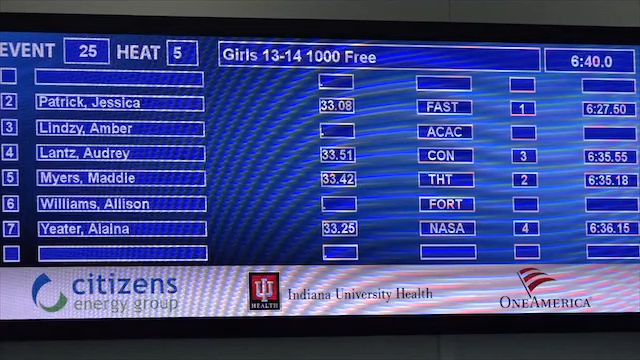 EVENT 25 HEAT 5 Girls 13-14 1000 Free 6:40.0
2 Patrick, Jessica 33.08 FAST 1 6:27.50
3 Lindzy, Amber ACAC
4 Lantz, Audrey 33.51 CON 3 6:35.55
5 Myers, Maddie 33.42 THT 2 6:35.18
6 Williams, Allison FORT
7 Yeater, Alaina 33.25 NASA 4 6:36.15
citizens
energy group
HEALTH
Indiana University Health
ONEAMERICA